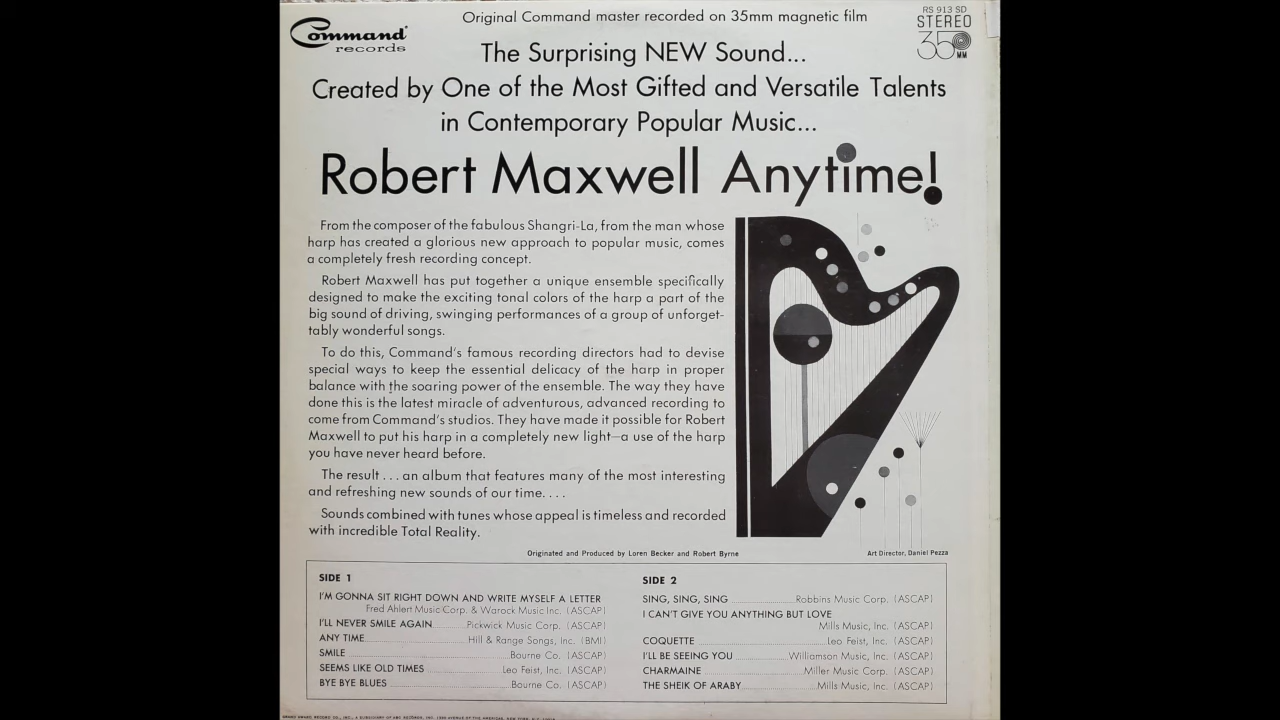 Original Command master recorded on 35mm magnetic film
RS 913 SD
STEREO
35
MM
Command®
records
The Surprising NEW Sound...
Created by One of the Most Gifted and Versatile Talents
in Contemporary Popular Music...
Robert Maxwell Anytime!
From the composer of the fabulous Shangri-La, from the man whose
harp has created a glorious new approach to popular music, comes
a completely fresh recording concept.
Robert Maxwell has put together a unique ensemble specifically
designed to make the exciting tonal colors of the harp a part of the
big sound of driving, swinging performances of a group of unforget-
tably wonderful songs.
To do this, Command's famous recording directors had to devise
special ways to keep the essential delicacy of the harp in proper
balance with the soaring power of the ensemble. The way they have
done this is the latest miracle of adventurous, advanced recording to
come from Command's studios. They have made it possible for Robert
Maxwell to put his harp in a completely new light—a use of the harp
you have never heard before.
The result . . . an album that features many of the most interesting
and refreshing new sounds of our time. . . .
Sounds combined with tunes whose appeal is timeless and recorded
with incredible Total Reality.
Originated and Produced by Loren Becker and Robert Byrne
Art Director, Daniel Pezza
SIDE 1
I'M GONNA SIT RIGHT DOWN AND WRITE MYSELF A LETTER
Fred Ahlert Music Corp. & Warock Music Inc. (ASCAP)
I'LL NEVER SMILE AGAIN Pickwick Music Corp. (ASCAP)
ANY TIME Hill & Range Songs, Inc. (BMI)
SMILE Bourne Co. (ASCAP)
SEEMS LIKE OLD TIMES Leo Feist, Inc. (ASCAP)
BYE BYE BLUES Bourne Co. (ASCAP)
SIDE 2
SING, SING, SING Robbins Music Corp. (ASCAP)
I CAN'T GIVE YOU ANYTHING BUT LOVE
Mills Music, Inc. (ASCAP)
COQUETTE Leo Feist, Inc. (ASCAP)
I'LL BE SEEING YOU Williamson Music, Inc. (ASCAP)
CHARMAINE Miller Music Corp. (ASCAP)
THE SHEIK OF ARABY Mills Music, Inc. (ASCAP)